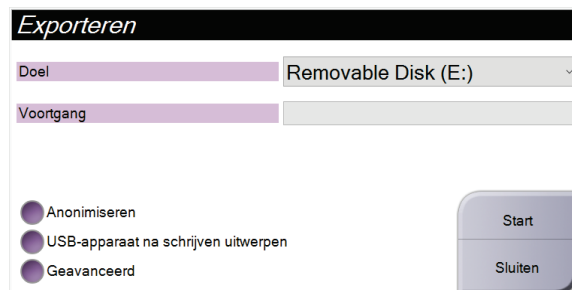 Exporteren
Doel
Removable Disk (E:)
Voortgang
Anonimiseren
USB-apparaat na schrijven uitwerpen
Geavanceerd
Start
Sluiten